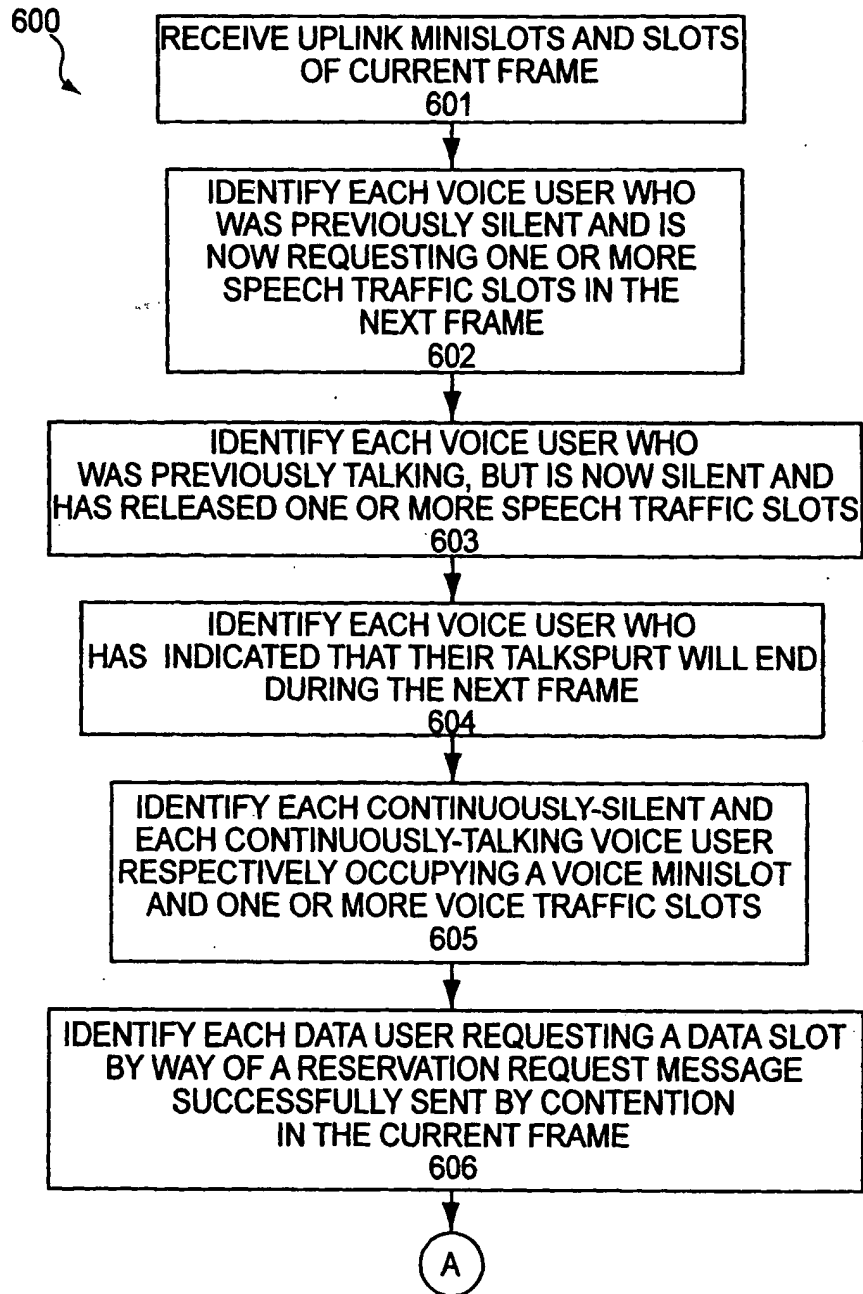 600
RECEIVE UPLINK MINISLOTS AND SLOTS
OF CURRENT FRAME
601
IDENTIFY EACH VOICE USER WHO
WAS PREVIOUSLY SILENT AND IS
NOW REQUESTING ONE OR MORE
SPEECH TRAFFIC SLOTS IN THE
NEXT FRAME
602
IDENTIFY EACH VOICE USER WHO
WAS PREVIOUSLY TALKING, BUT IS NOW SILENT AND
HAS RELEASED ONE OR MORE SPEECH TRAFFIC SLOTS
603
IDENTIFY EACH VOICE USER WHO
HAS INDICATED THAT THEIR TALKSPURT WILL END
DURING THE NEXT FRAME
604
IDENTIFY EACH CONTINUOUSLY-SILENT AND
EACH CONTINUOUSLY-TALKING VOICE USER
RESPECTIVELY OCCUPYING A VOICE MINISLOT
AND ONE OR MORE VOICE TRAFFIC SLOTS
605
IDENTIFY EACH DATA USER REQUESTING A DATA SLOT
BY WAY OF A RESERVATION REQUEST MESSAGE
SUCCESSFULLY SENT BY CONTENTION
IN THE CURRENT FRAME
606
A